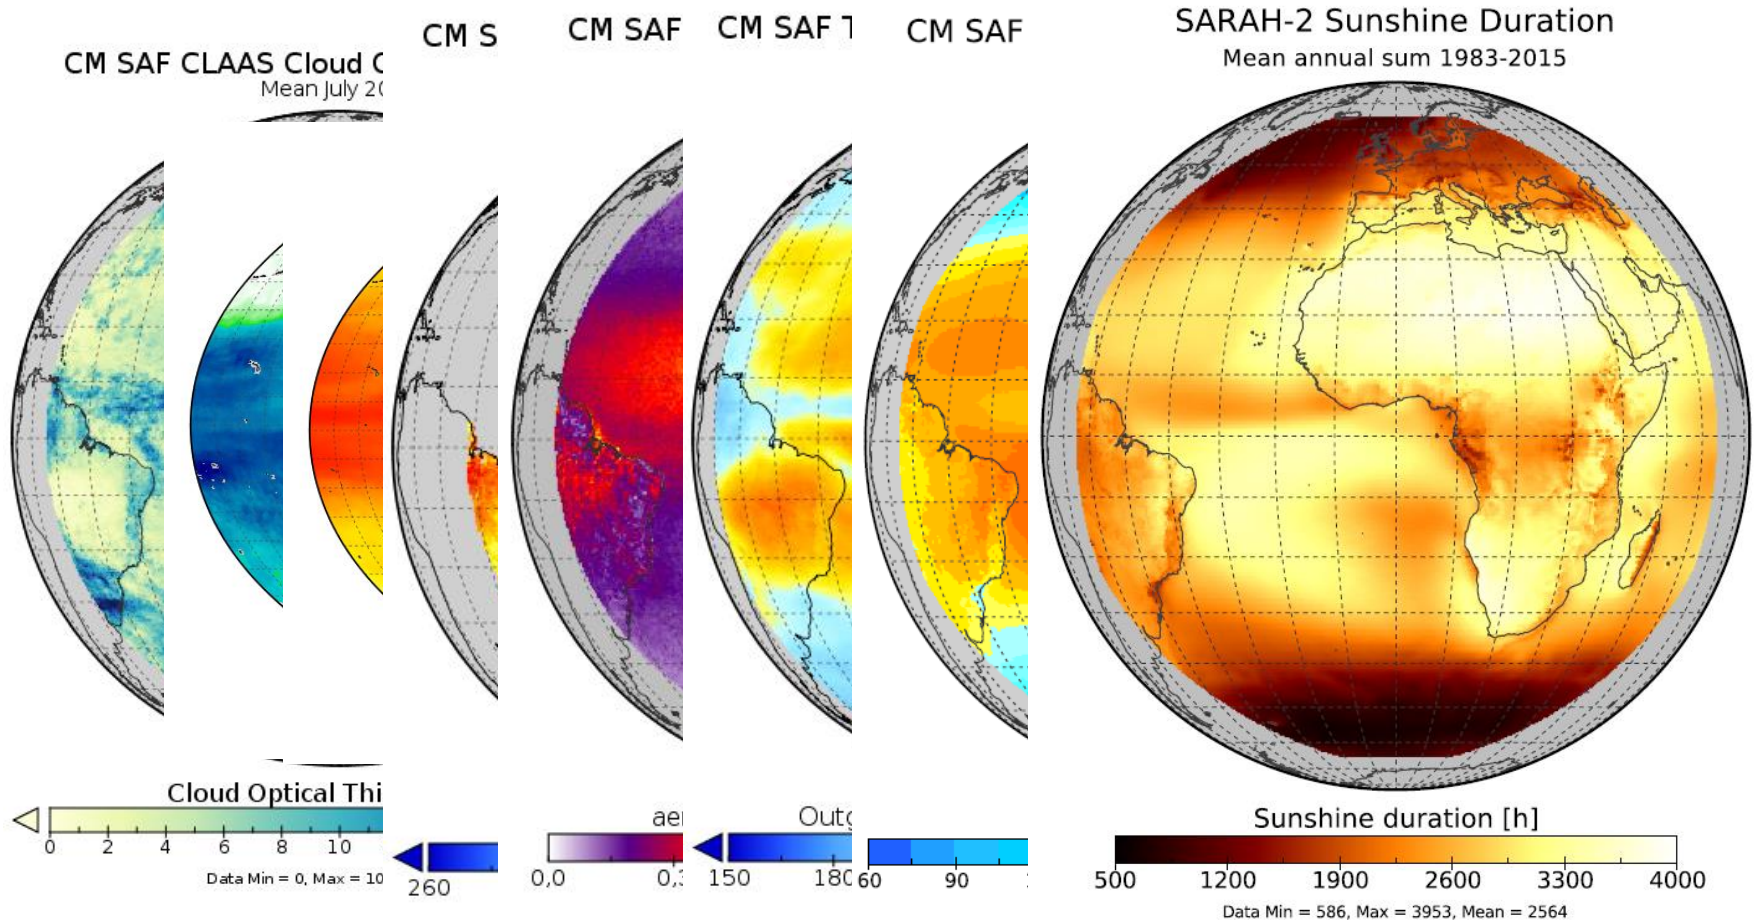 CM SAF CLAAS Cloud
Mean July
CM
CM SAF
CM SAF
CM SAF
SARAH-2 Sunshine Duration
Mean annual sum 1983-2015
Cloud Optical Thi
0 2 4 6 8 10
Data Min = 0, Max = 10
260
ae
0,0 0,
Outg
150 180
60 90
Sunshine duration [h]
500 1200 1900 2600 3300 4000
Data Min = 586, Max = 3953, Mean = 2564